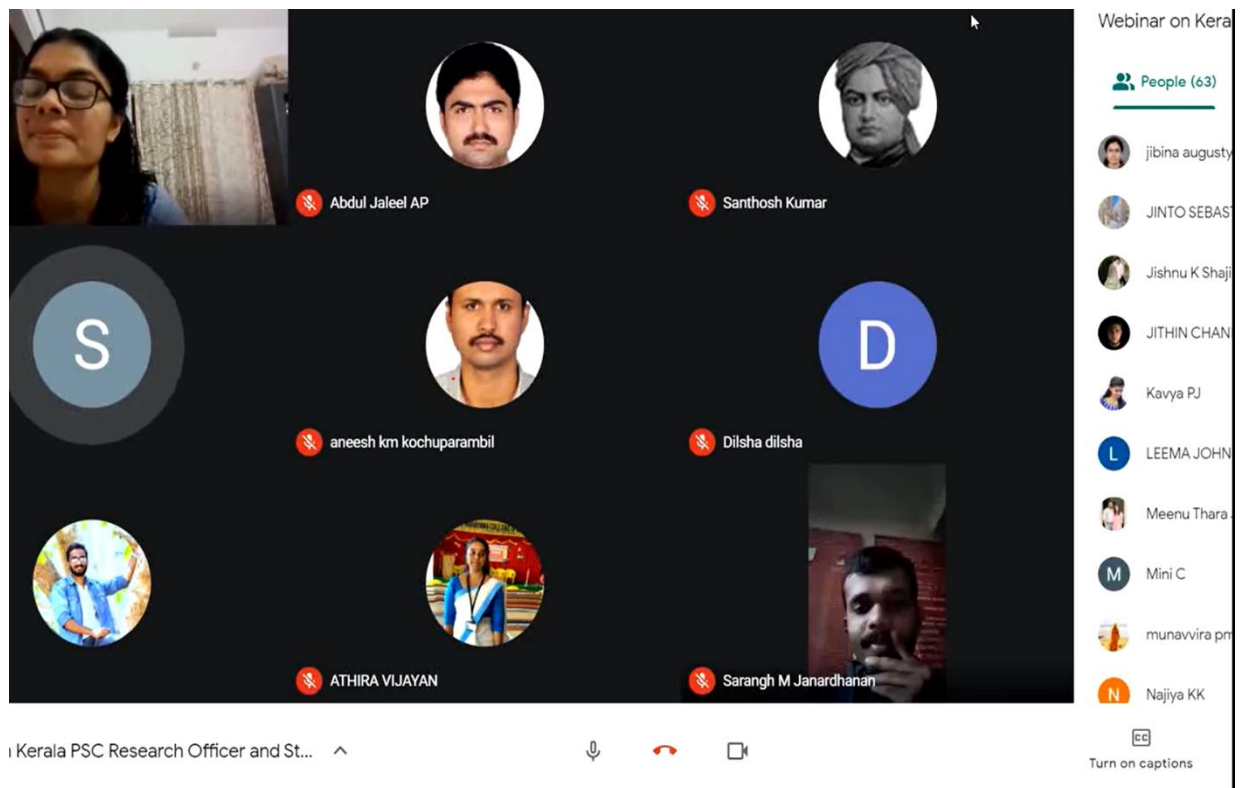 Webinar on Kera
People (63)
Abdul Jaleel AP
Santhosh Kumar
S
aneesh km kochuparambil
D
Dilsha dilsha
ATHIRA VIJAYAN
Sarangh M Janardhanan
jibina augusty
JINTO SEBAST
Jishnu K Shaji
JITHIN CHAN
Kavya PJ
L
LEEMA JOHN
Meenu Thara
M
Mini C
munavvira pm
N
Najiya KK
Kerala PSC Research Officer and St...
CC
Turn on captions